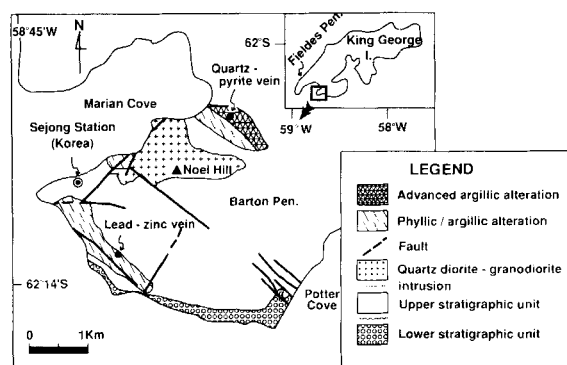 58°45'W
N
62°S
Fieldes Pen.
King George
I.
59°W
58°W
Quartz -
pyrite vein
Marian Cove
Sejong Station
(Korea)
Noel Hill
Barton Pen.
Lead - zinc vein
62°14'S
Potter
Cove
0 1Km
LEGEND
Advanced argillic alteration
Phyllic / argillic alteration
Fault
Quartz diorite - granodiorite
intrusion
Upper stratigraphic unit
Lower stratigraphic unit